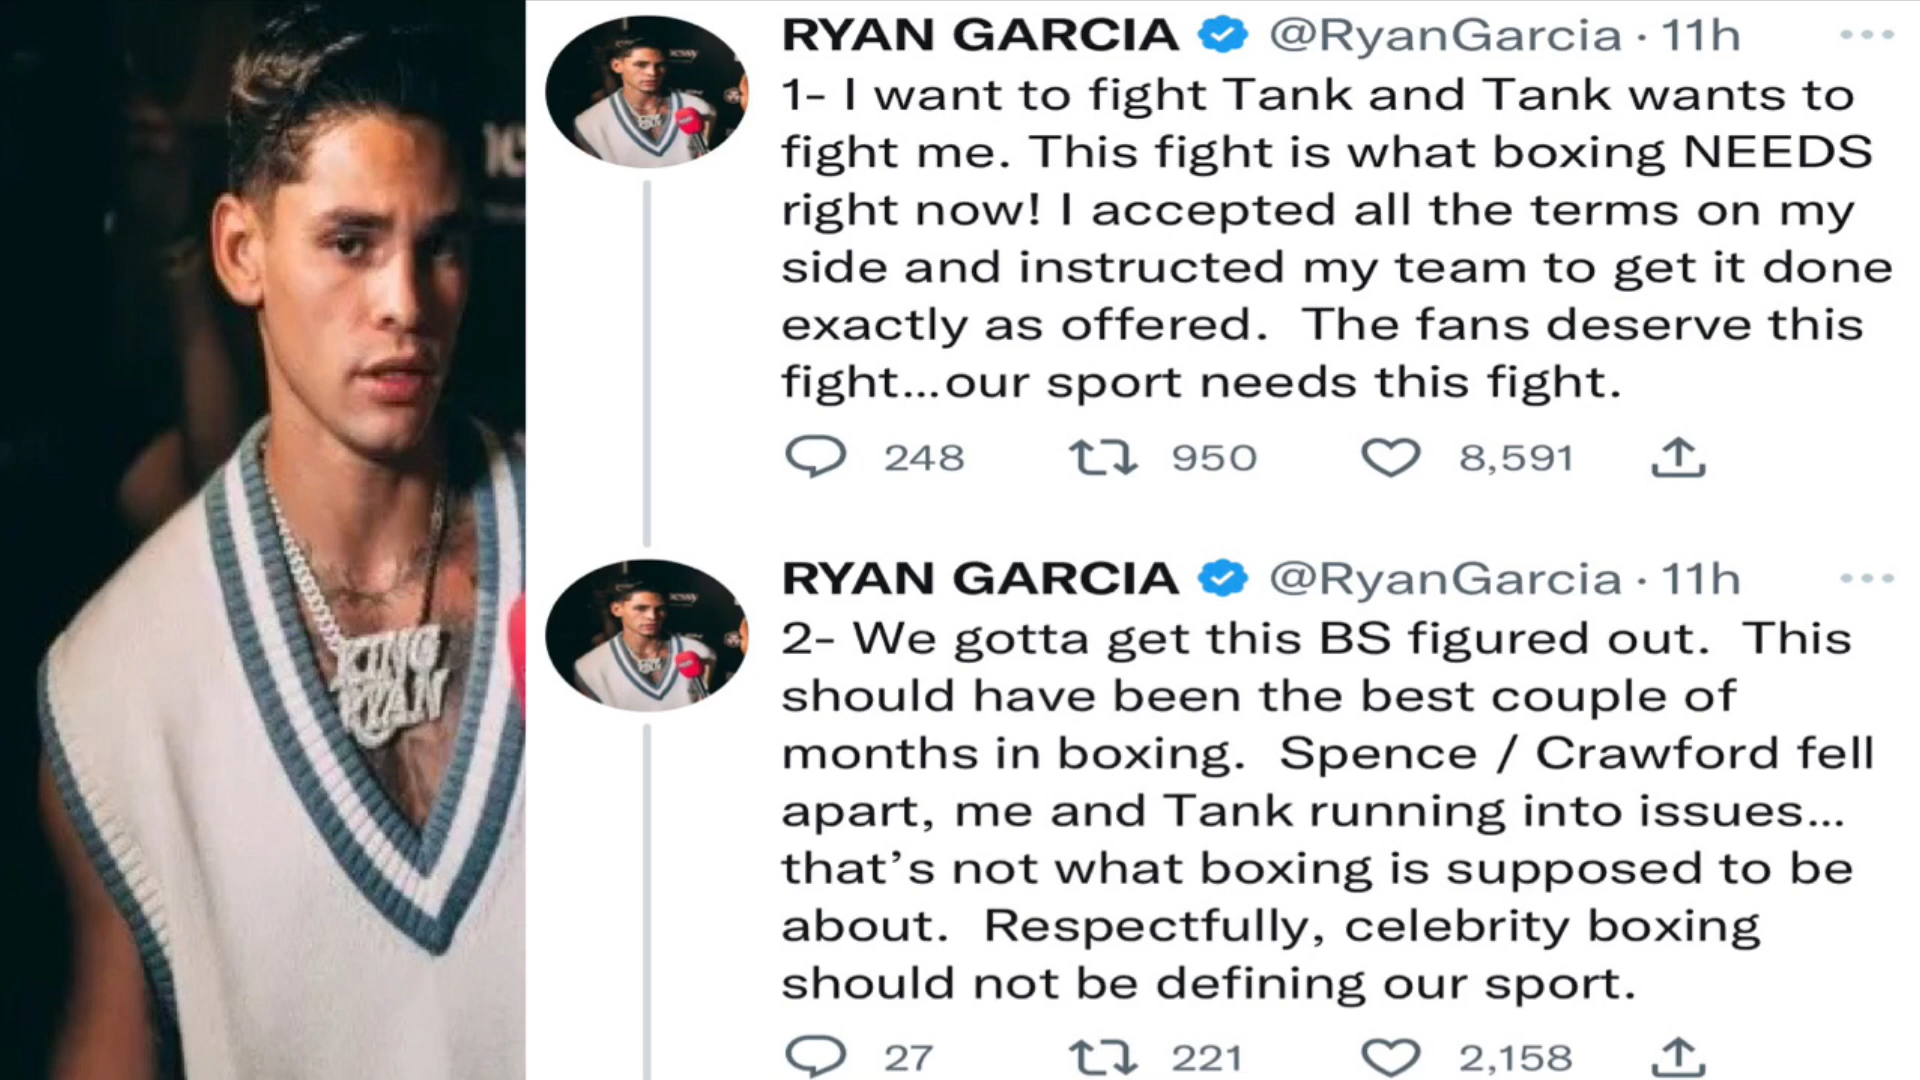 KING
RYAN
RYAN GARCIA @RyanGarcia · 11h
1- I want to fight Tank and Tank wants to
fight me. This fight is what boxing NEEDS
right now! I accepted all the terms on my
side and instructed my team to get it done
exactly as offered.  The fans deserve this
fight...our sport needs this fight.
248 950 8,591
RYAN GARCIA @RyanGarcia · 11h
2- We gotta get this BS figured out.  This
should have been the best couple of
months in boxing.  Spence / Crawford fell
apart, me and Tank running into issues...
that's not what boxing is supposed to be
about.  Respectfully, celebrity boxing
should not be defining our sport.
27 221 2,158